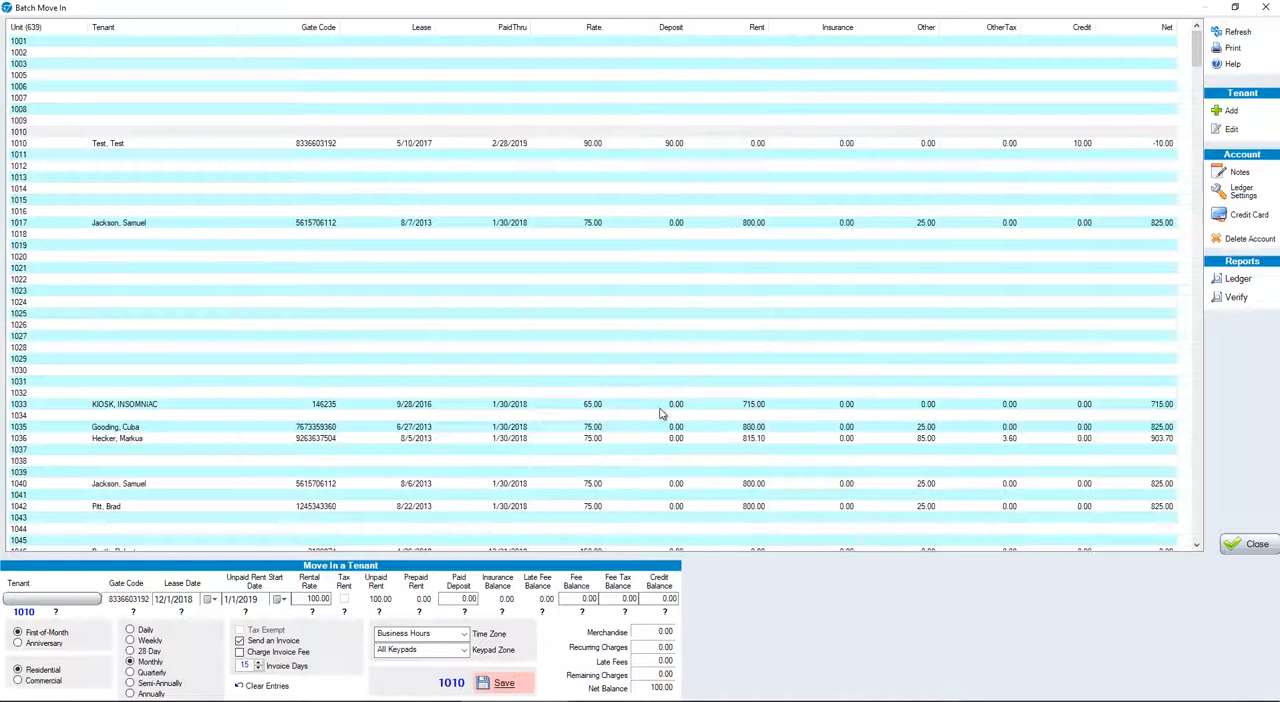 Batch Move In
Unit (639) Tenant Gate Code Lease PaidThru Rate Deposit Rent Insurance Other OtherTax Credit Net
1001
1002
1003
1005
1006
1007
1008
1009
1010
1010 Test, Test 8336603192 5/10/2017 2/28/2019 90.00 90.00 0.00 0.00 0.00 0.00 10.00 -10.00
1011
1012
1013
1014
1015
1016
1017 Jackson, Samuel 5615706112 8/7/2013 1/30/2018 75.00 0.00 800.00 0.00 25.00 0.00 0.00 825.00
1018
1019
1020
1021
1022
1023
1024
1025
1026
1027
1028
1029
1030
1031
1032
1033 KIOSK, INSOMNIAC 146235 9/28/2016 1/30/2018 65.00 0.00 715.00 0.00 0.00 0.00 0.00 715.00
1034
1035 Gooding, Cuba 7673359360 6/27/2013 1/30/2018 75.00 0.00 800.00 0.00 25.00 0.00 0.00 825.00
1036 Hecker, Markus 9263637504 8/5/2013 1/30/2018 75.00 0.00 815.10 0.00 85.00 3.60 0.00 903.70
1037
1038
1039
1040 Jackson, Samuel 5615706112 8/6/2013 1/30/2018 75.00 0.00 800.00 0.00 25.00 0.00 0.00 825.00
1041
1042 Pitt, Brad 1245343360 8/22/2013 1/30/2018 75.00 0.00 800.00 0.00 25.00 0.00 0.00 825.00
1043
1044
1045
Refresh
Print
Help
Tenant
Add
Edit
Account
Notes
Ledger
Settings
Credit Card
Delete Account
Reports
Ledger
Verify
Close
Move In a Tenant
Tenant Gate Code Lease Date Unpaid Rent Start Date Rental Rate Tax Rent Unpaid Rent Prepaid Rent Paid Deposit Insurance Balance Late Fee Balance Fee Balance Fee Tax Balance Credit Balance
8336603192 12/1/2018 1/1/2019 100.00 100.00 0.00 0.00 0.00 0.00 0.00 0.00 0.00
1010 ? ? ? ? ? ? ? ? ? ? ? ? ? ?
First-of-Month
Anniversary
Residential
Commercial
Daily
Weekly
28 Day
Monthly
Quarterly
Semi-Annually
Annually
Tax Exempt
Send an Invoice
Charge Invoice Fee
15 Invoice Days
Clear Entries
Business Hours Time Zone
All Keypads Keypad Zone
1010 Save
Merchandise 0.00
Recurring Charges 0.00
Late Fees 0.00
Remaining Charges 0.00
Net Balance 100.00